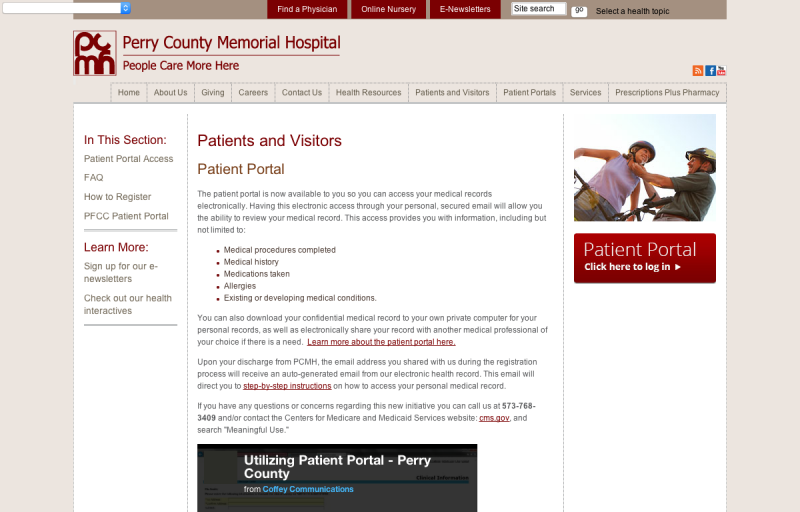 Find a Physician
Online Nursery
E-Newsletters
Site search
go
Select a health topic
pcmh
Perry County Memorial Hospital
People Care More Here
Home
About Us
Giving
Careers
Contact Us
Health Resources
Patients and Visitors
Patient Portals
Services
Prescriptions Plus Pharmacy
In This Section:
Patient Portal Access
FAQ
How to Register
PFCC Patient Portal
Learn More:
Sign up for our e-
newsletters
Check out our health
interactives
Patients and Visitors
Patient Portal
The patient portal is now available to you so you can access your medical records
electronically. Having this electronic access through your personal, secured email will allow you
the ability to review your medical record. This access provides you with information, including but
not limited to:
Medical procedures completed
Medical history
Medications taken
Allergies
Existing or developing medical conditions.
You can also download your confidential medical record to your own private computer for your
personal records, as well as electronically share your record with another medical professional of
your choice if there is a need. Learn more about the patient portal here.
Upon your discharge from PCMH, the email address you shared with us during the registration
process will receive an auto-generated email from our electronic health record. This email will
direct you to step-by-step instructions on how to access your personal medical record.
If you have any questions or concerns regarding this new initiative you can call us at 573-768-
3409 and/or contact the Centers for Medicare and Medicaid Services website: cms.gov, and
search "Meaningful Use."
Utilizing Patient Portal - Perry
County
from Coffey Communications
Clinical Information
Patient Portal
Click here to log in